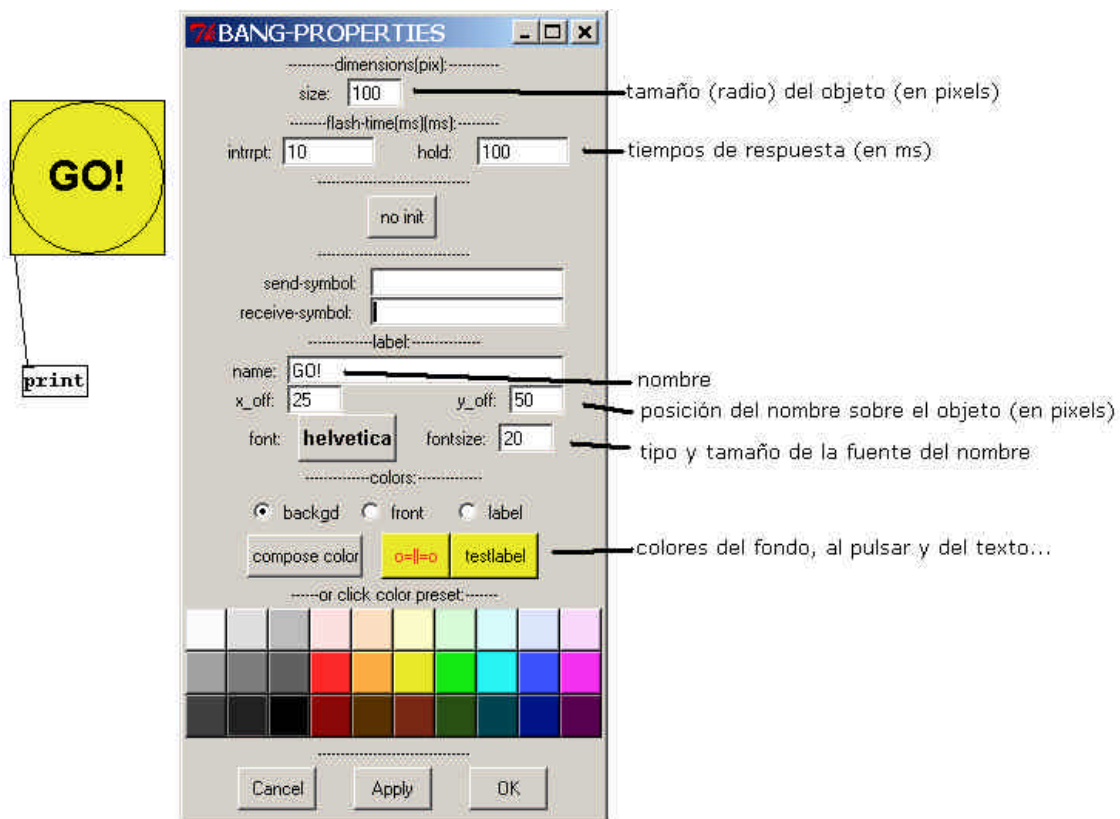 BANG-PROPERTIES
---------dimensions(pix):---------
size: 100
tamaño (radio) del objeto (en pixels)
--------flash-time(ms)(ms):--------
intrrpt: 10 hold: 100
tiempos de respuesta (en ms)
GO!
no init
send-symbol:
receive-symbol:
-------------label:-------------
name: GO!
nombre
x_off: 25 y_off: 50
posición del nombre sobre el objeto (en pixels)
print
font: helvetica fontsize: 20
tipo y tamaño de la fuente del nombre
-------------colors:-------------
backgd front label
compose color o=||=o testlabel
colores del fondo, al pulsar y del texto...
-----or click color preset:-------
Cancel Apply OK